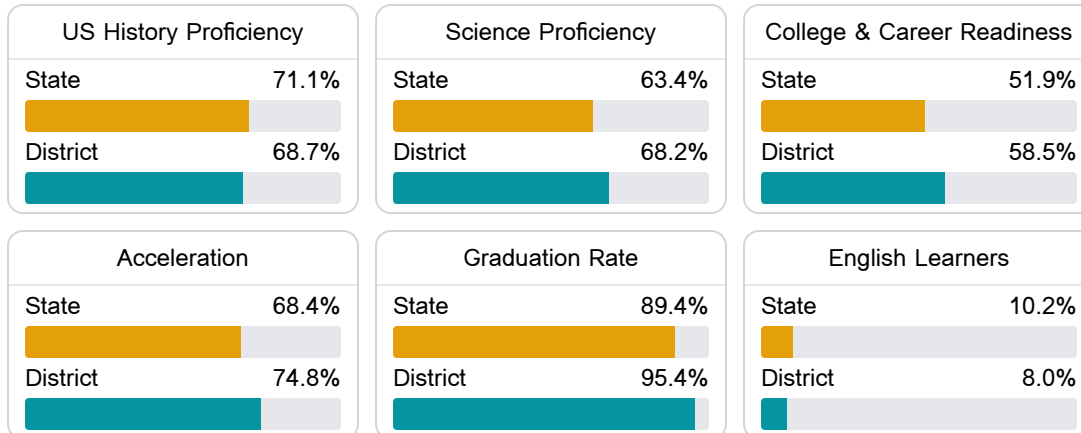 US History Proficiency
State 71.1%
District 68.7%
Science Proficiency
State 63.4%
District 68.2%
College & Career Readiness
State 51.9%
District 58.5%
Acceleration
State 68.4%
District 74.8%
Graduation Rate
State 89.4%
District 95.4%
English Learners
State 10.2%
District 8.0%